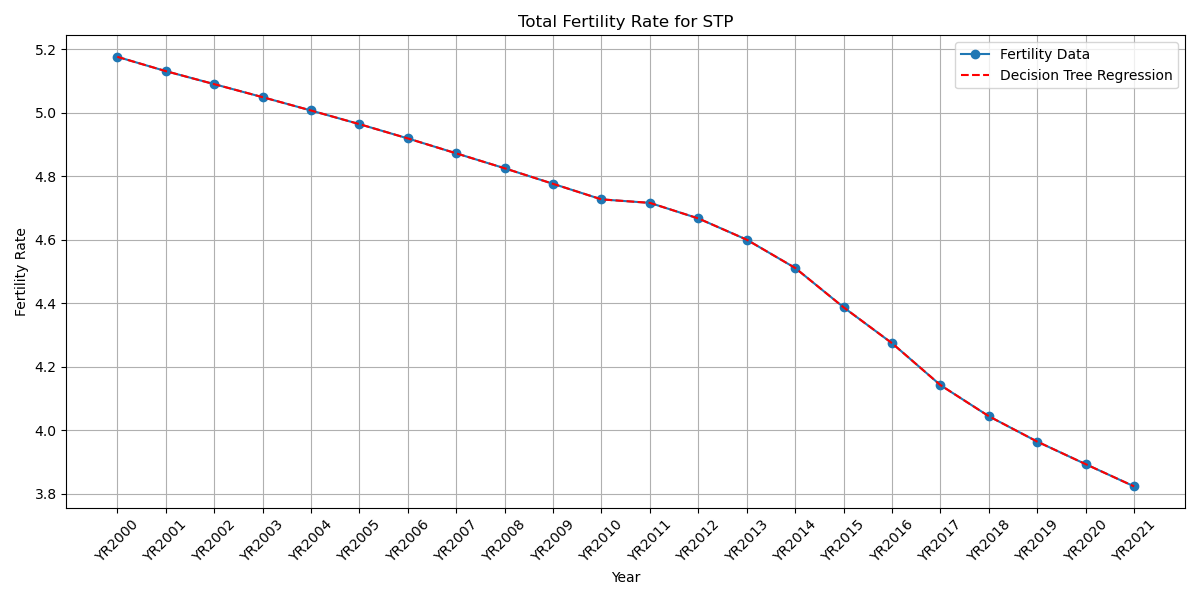 Total Fertility Rate for STP
Fertility Data
Decision Tree Regression
Fertility Rate
5.2
5.0
4.8
4.6
4.4
4.2
4.0
3.8
YR2000
YR2001
YR2002
YR2003
YR2004
YR2005
YR2006
YR2007
YR2008
YR2009
YR2010
YR2011
YR2012
YR2013
YR2014
YR2015
YR2016
YR2017
YR2018
YR2019
YR2020
YR2021
Year